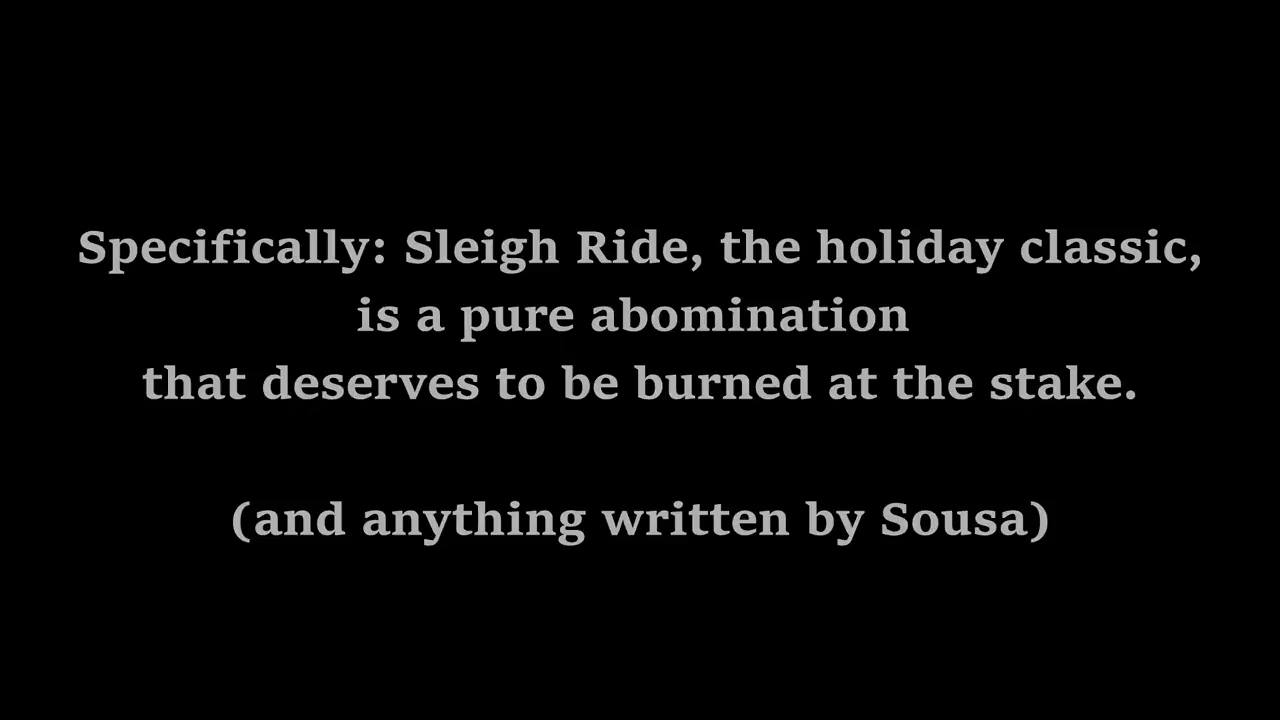 Specifically: Sleigh Ride, the holiday classic,
is a pure abomination
that deserves to be burned at the stake.
(and anything written by Sousa)